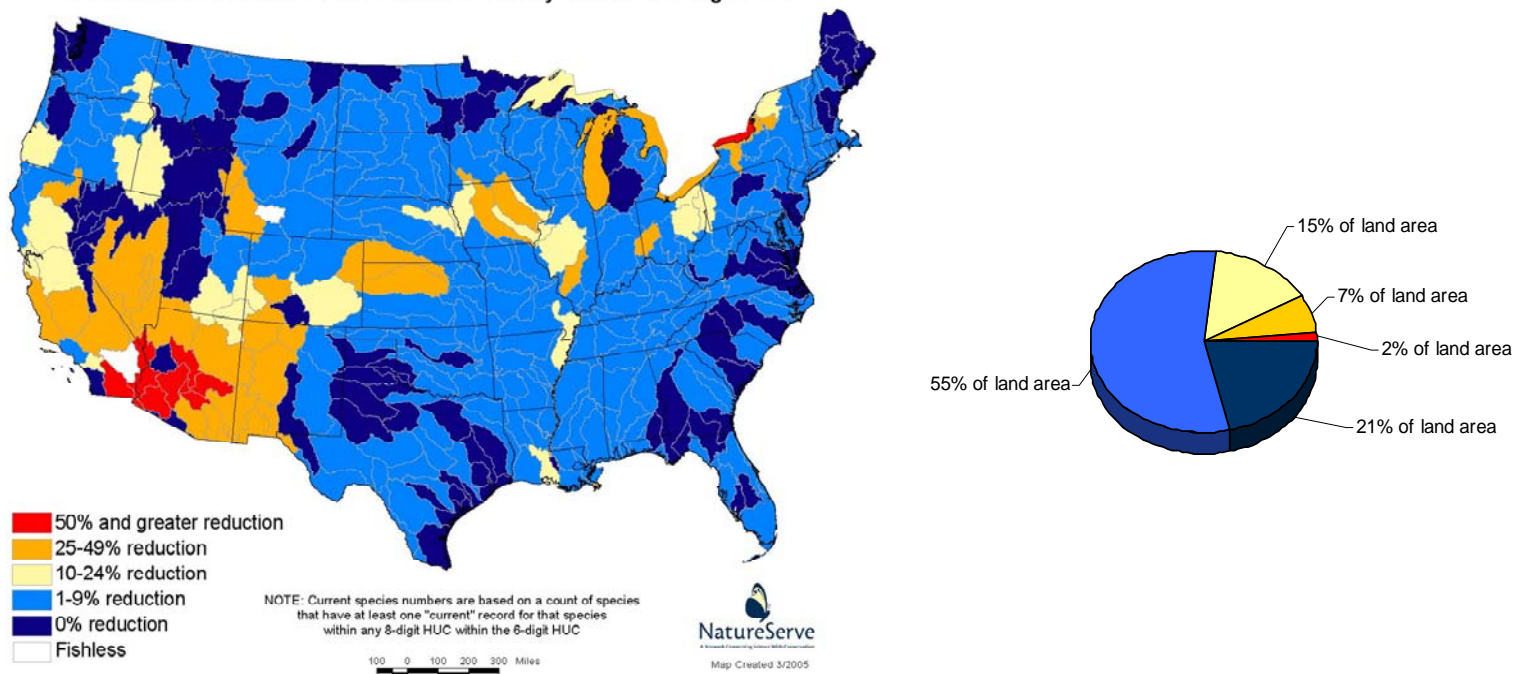 50% and greater reduction
25-49% reduction
10-24% reduction
1-9% reduction
0% reduction
Fishless
NOTE: Current species numbers are based on a count of species
that have at least one "current" record for that species
within any 8-digit HUC within the 6-digit HUC
100 0 100 200 300 Miles
NatureServe
Map Created 3/2005
15% of land area
7% of land area
2% of land area
55% of land area
21% of land area